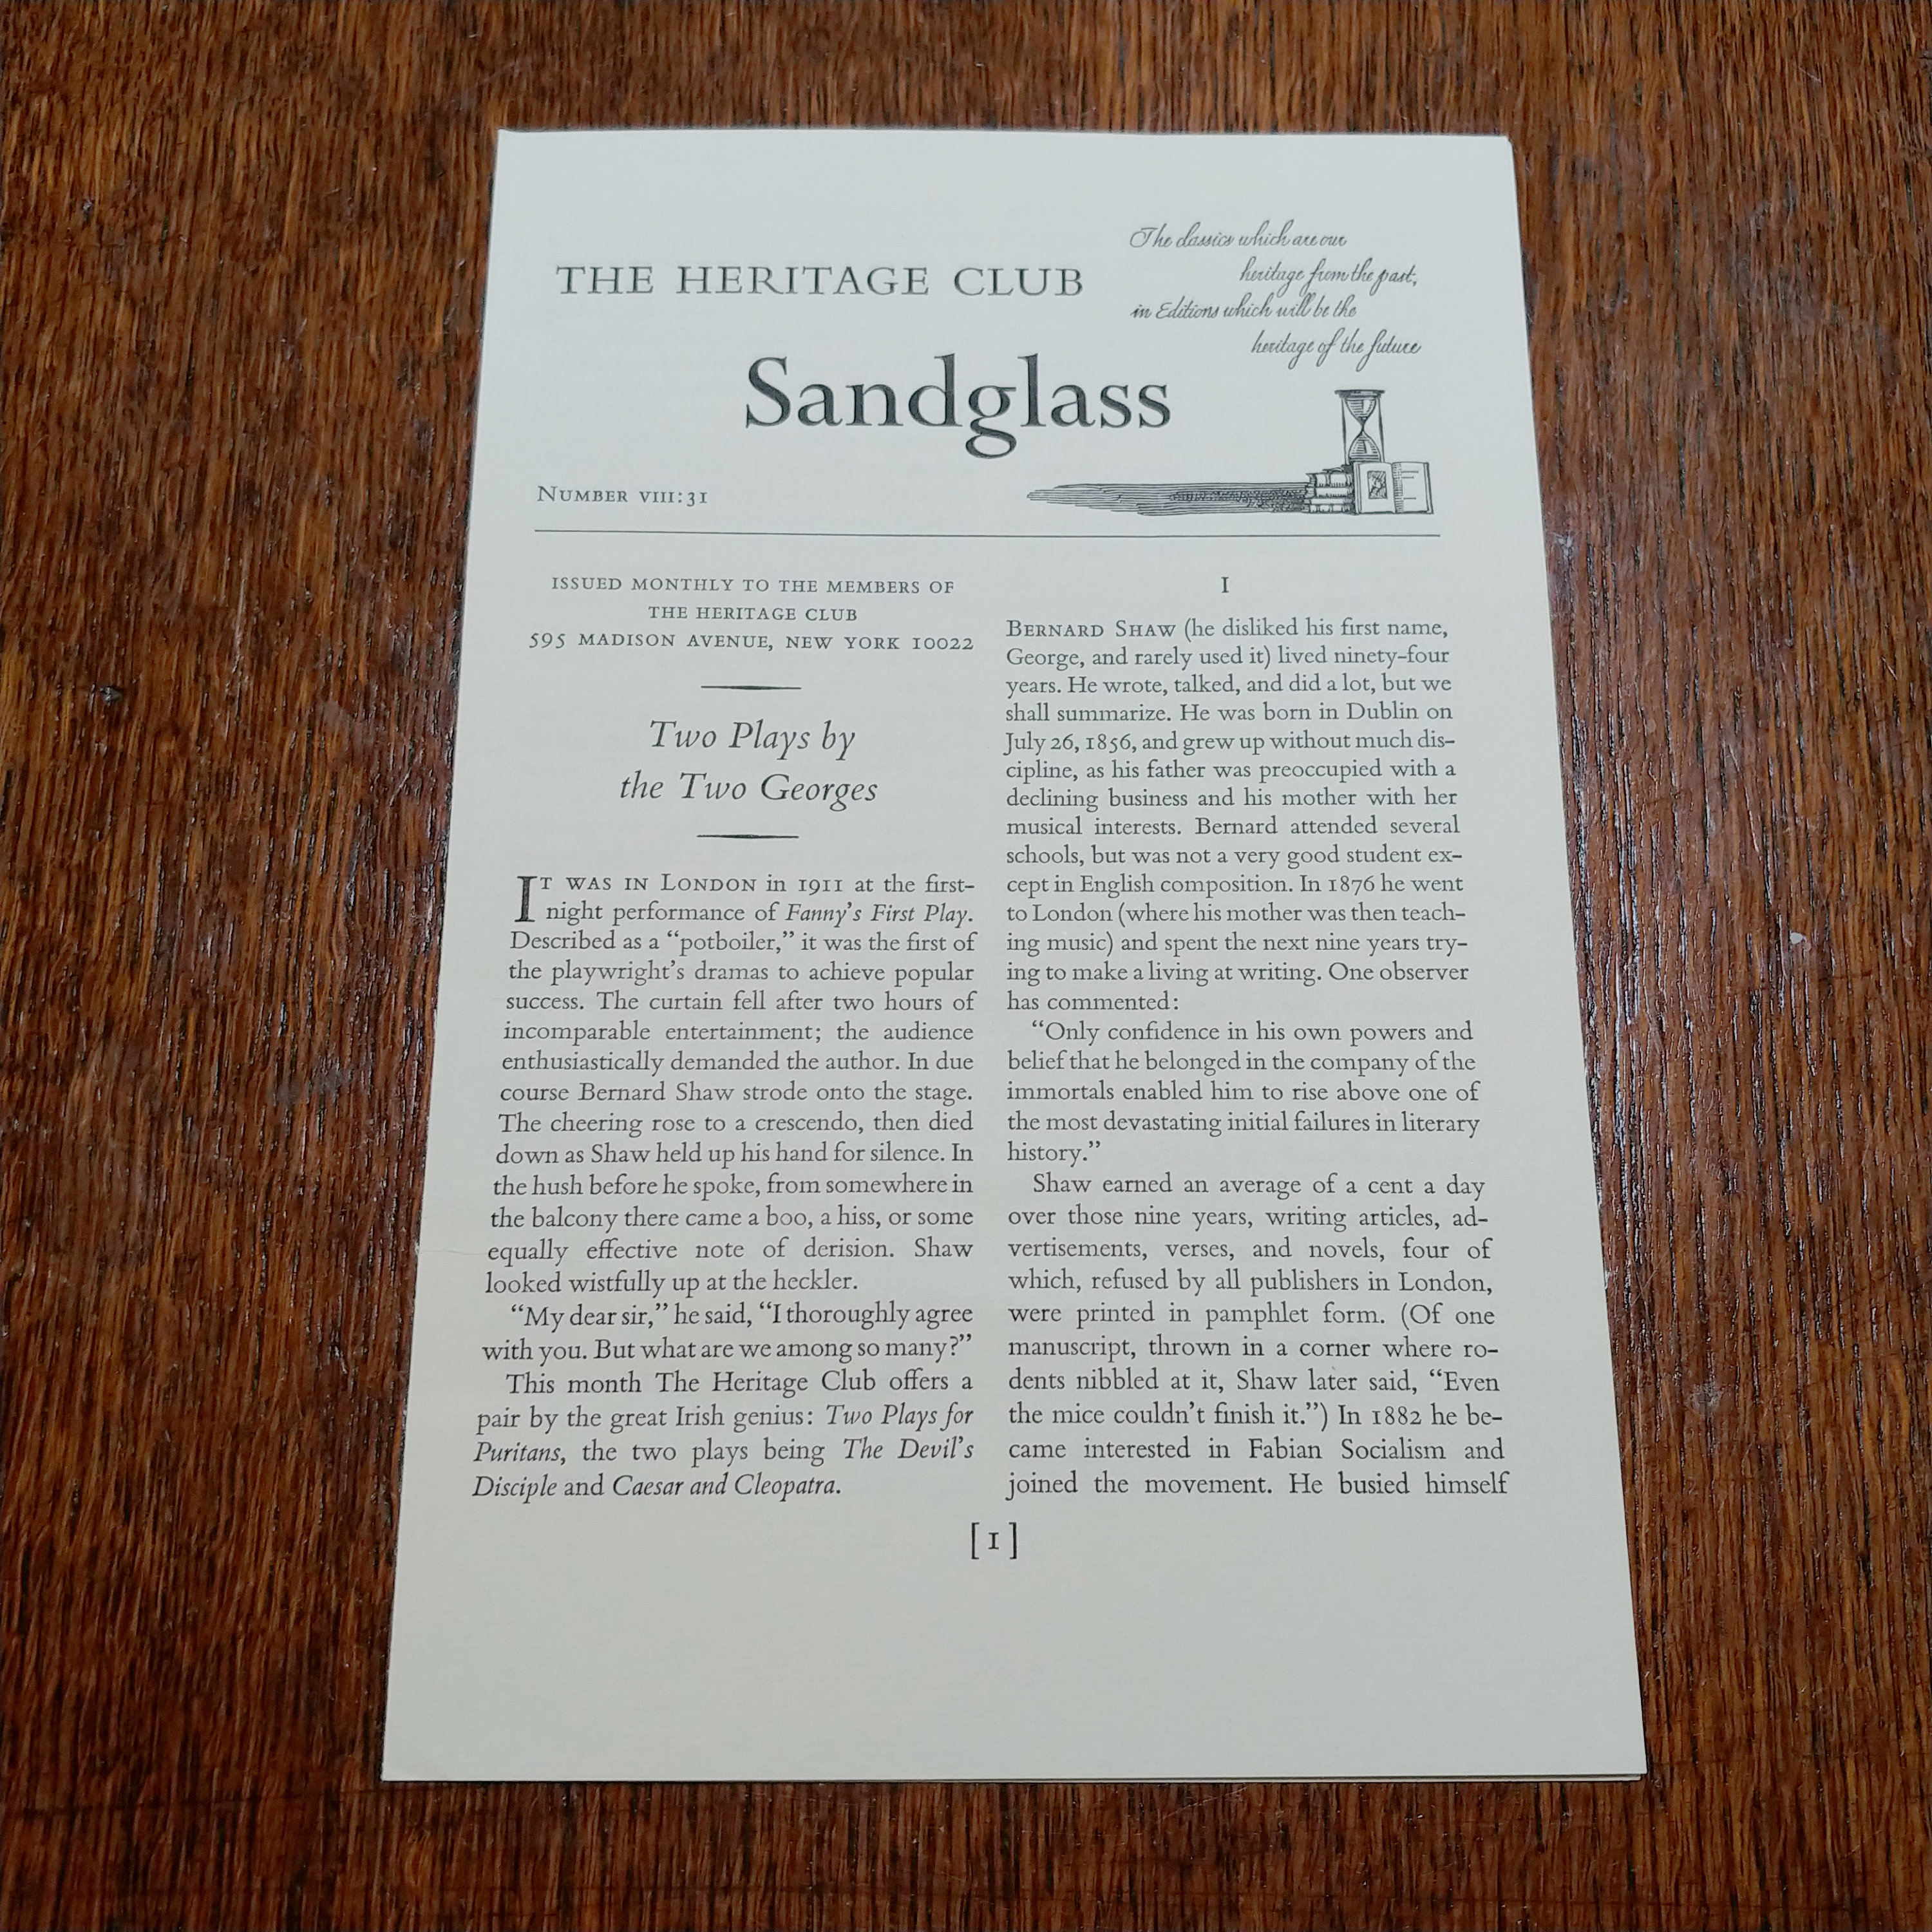 THE HERITAGE CLUB
The classics which are our
heritage from the past,
in Editions which will be the
heritage of the future
Sandglass
NUMBER VIII:31
ISSUED MONTHLY TO THE MEMBERS OF
THE HERITAGE CLUB
595 MADISON AVENUE, NEW YORK 10022
Two Plays by
the Two Georges
IT WAS IN LONDON in 1911 at the first-
night performance of Fanny's First Play.
Described as a “potboiler,” it was the first of
the playwright's dramas to achieve popular
success. The curtain fell after two hours of
incomparable entertainment; the audience
enthusiastically demanded the author. In due
course Bernard Shaw strode onto the stage.
The cheering rose to a crescendo, then died
down as Shaw held up his hand for silence. In
the hush before he spoke, from somewhere in
the balcony there came a boo, a hiss, or some
equally effective note of derision. Shaw
looked wistfully up at the heckler.
“My dear sir,” he said, “I thoroughly agree
with you. But what are we among so many?”
This month The Heritage Club offers a
pair by the great Irish genius: Two Plays for
Puritans, the two plays being The Devil's
Disciple and Caesar and Cleopatra.
I
BERNARD SHAW (he disliked his first name,
George, and rarely used it) lived ninety-four
years. He wrote, talked, and did a lot, but we
shall summarize. He was born in Dublin on
July 26, 1856, and grew up without much dis-
cipline, as his father was preoccupied with a
declining business and his mother with her
musical interests. Bernard attended several
schools, but was not a very good student ex-
cept in English composition. In 1876 he went
to London (where his mother was then teach-
ing music) and spent the next nine years try-
ing to make a living at writing. One observer
has commented:
“Only confidence in his own powers and
belief that he belonged in the company of the
immortals enabled him to rise above one of
the most devastating initial failures in literary
history.”
Shaw earned an average of a cent a day
over those nine years, writing articles, ad-
vertisements, verses, and novels, four of
which, refused by all publishers in London,
were printed in pamphlet form. (Of one
manuscript, thrown in a corner where ro-
dents nibbled at it, Shaw later said, “Even
the mice couldn't finish it.”) In 1882 he be-
came interested in Fabian Socialism and
joined the movement. He busied himself
[1]